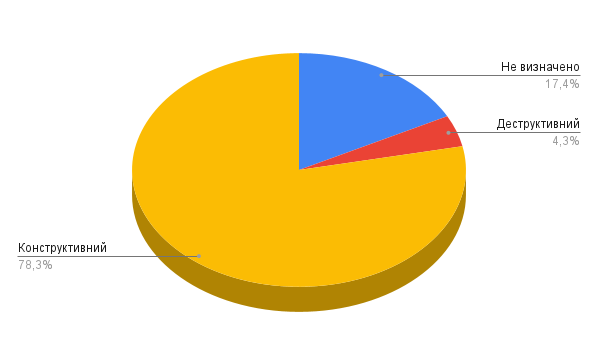 Не визначено
17,4%
Деструктивний
4,3%
Конструктивний
78,3%